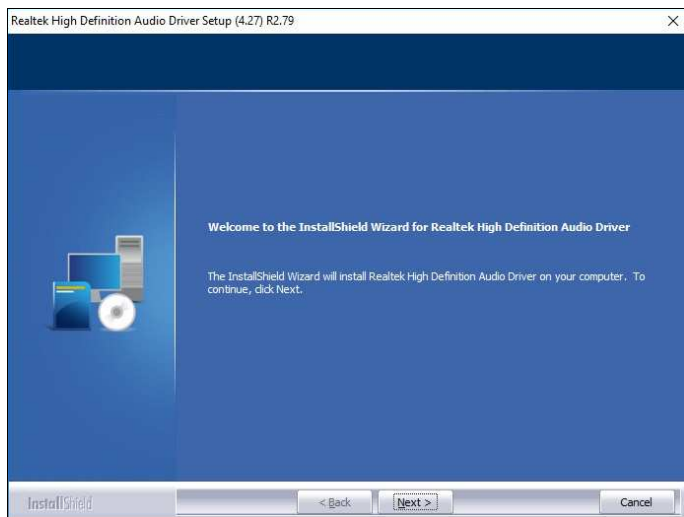 Realtek High Definition Audio Driver Setup (4.27) R2.79
Welcome to the InstallShield Wizard for Realtek High Definition Audio Driver
The InstallShield Wizard will install Realtek High Definition Audio Driver on your computer. To
continue, click Next.
InstallShield
< Back
Next >
Cancel